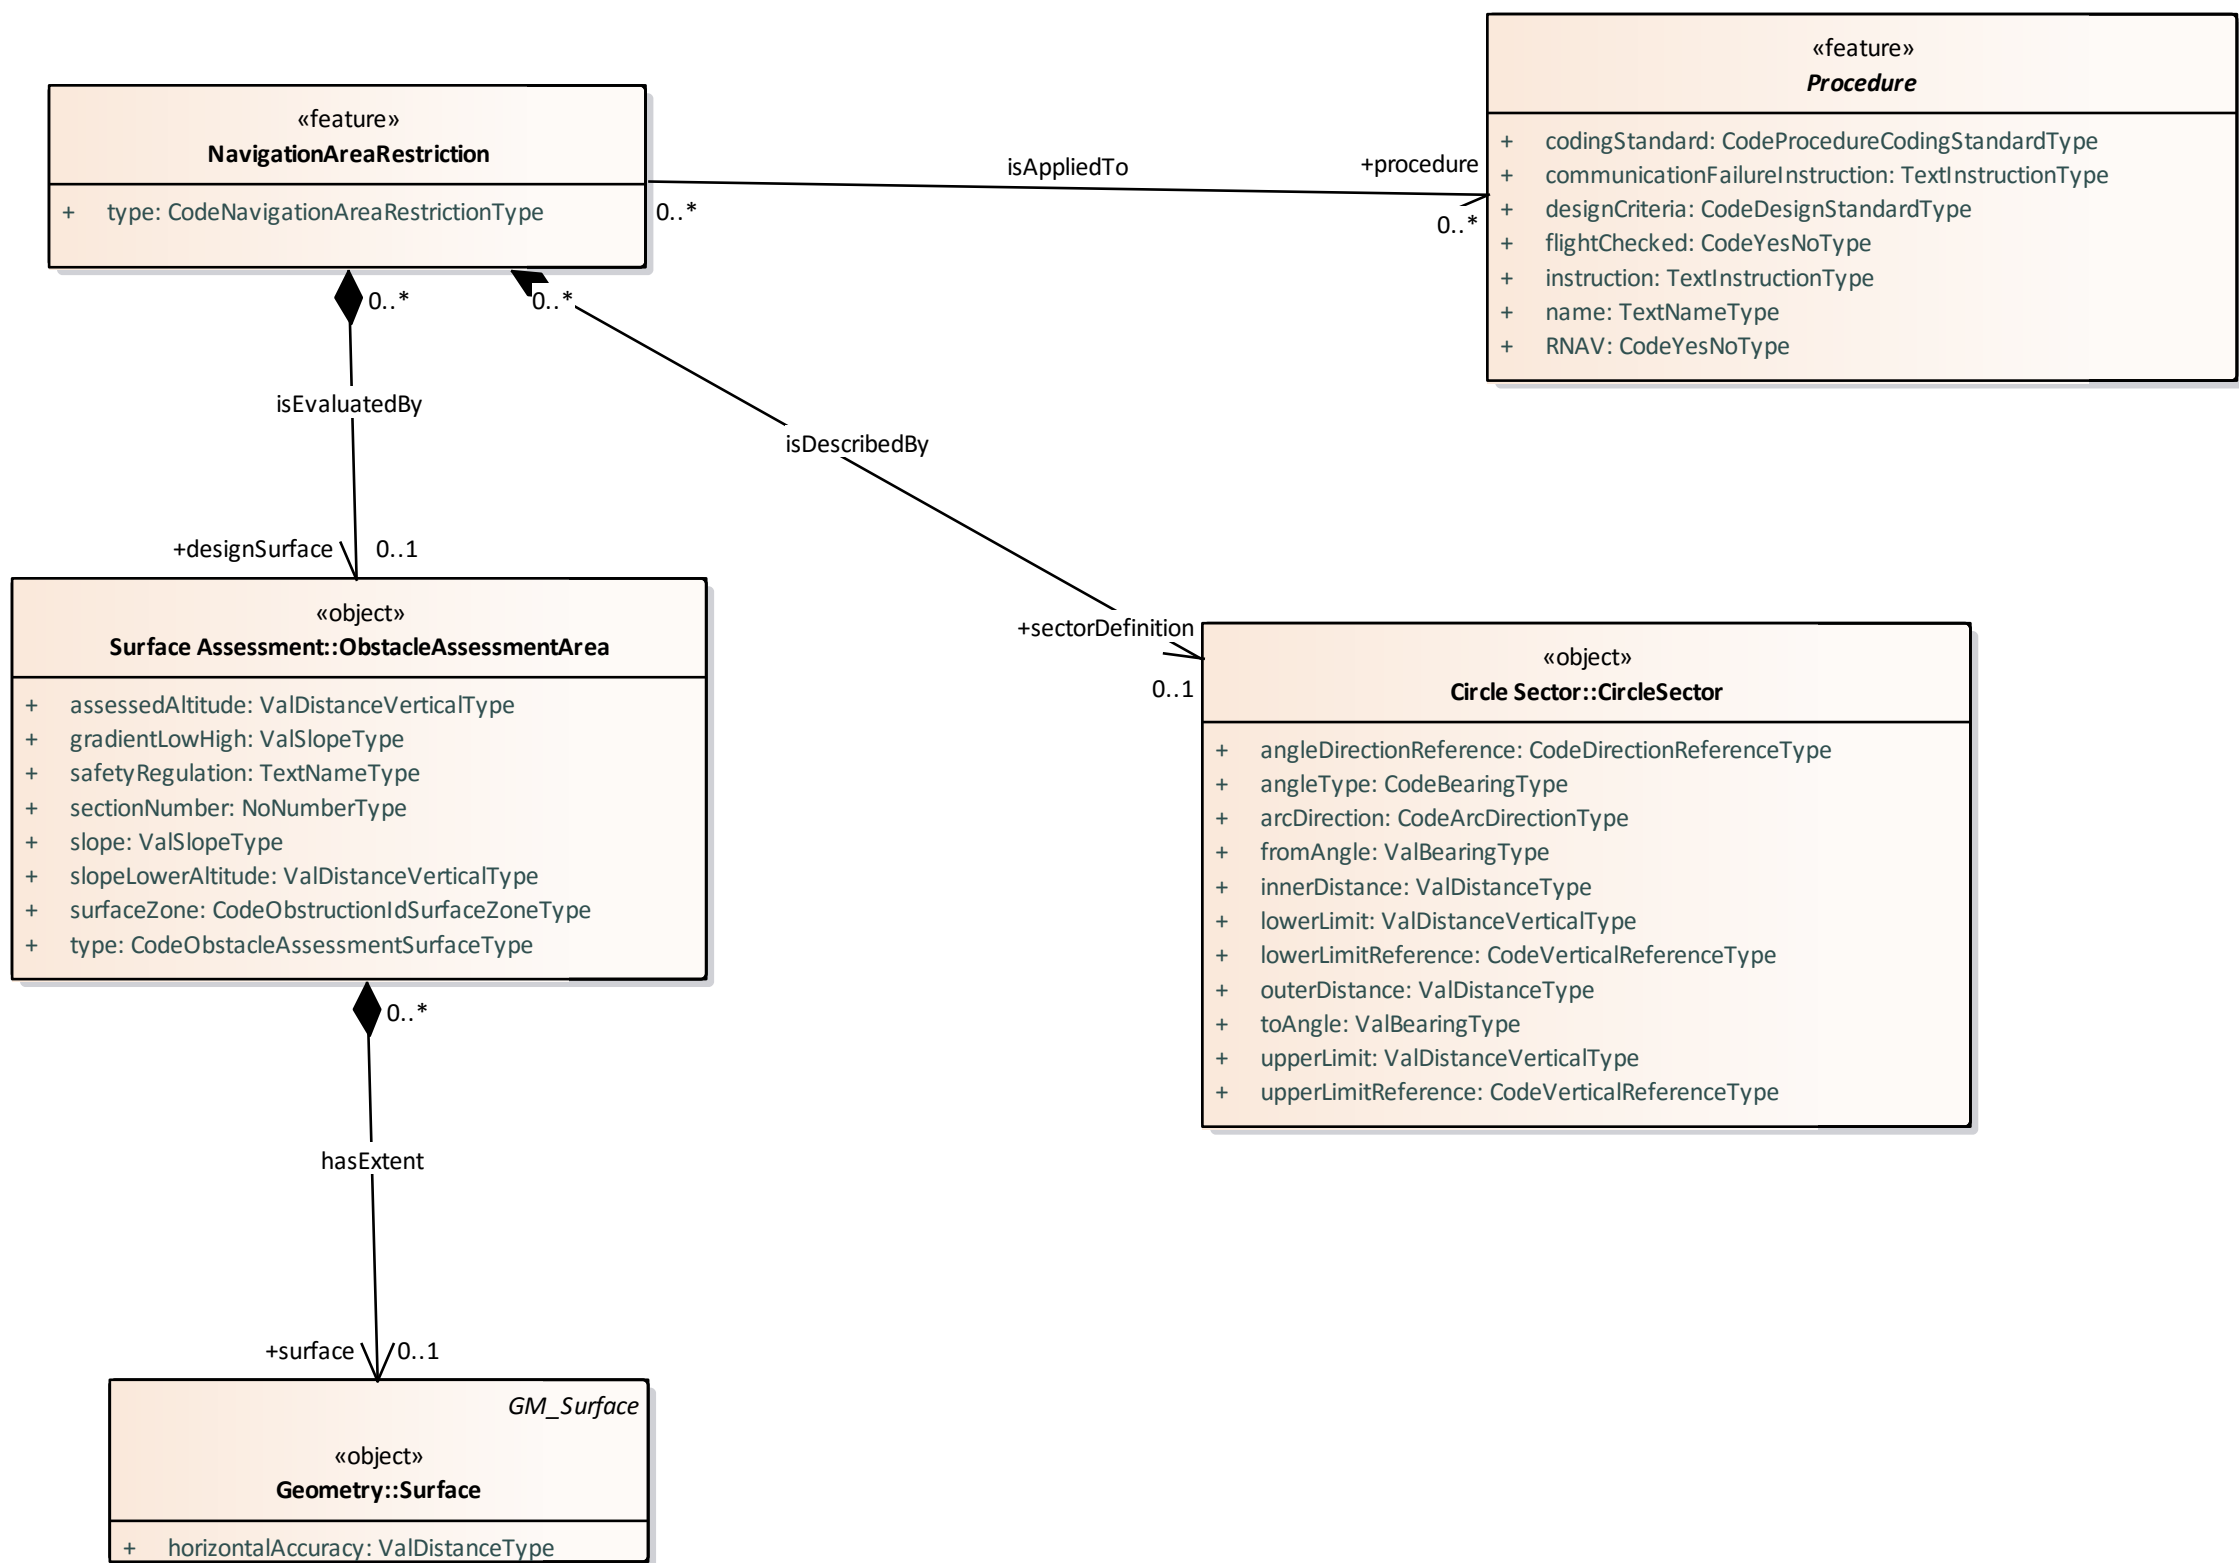 «feature»
Procedure
+ codingStandard: CodeProcedureCodingStandardType
+ communicationFailureInstruction: TextInstructionType
+ designCriteria: CodeDesignStandardType
+ flightChecked: CodeYesNoType
+ instruction: TextInstructionType
+ name: TextNameType
+ RNAV: CodeYesNoType
«feature»
NavigationAreaRestriction
+ type: CodeNavigationAreaRestrictionType
isAppliedTo
+procedure
0..*
0..*
0..*
0..*
isEvaluatedBy
isDescribedBy
+designSurface
0..1
+sectorDefinition
0..1
«object»
Surface Assessment::ObstacleAssessmentArea
+ assessedAltitude: ValDistanceVerticalType
+ gradientLowHigh: ValSlopeType
+ safetyRegulation: TextNameType
+ sectionNumber: NoNumberType
+ slope: ValSlopeType
+ slopeLowerAltitude: ValDistanceVerticalType
+ surfaceZone: CodeObstructionIdSurfaceZoneType
+ type: CodeObstacleAssessmentSurfaceType
«object»
Circle Sector::CircleSector
+ angleDirectionReference: CodeDirectionReferenceType
+ angleType: CodeBearingType
+ arcDirection: CodeArcDirectionType
+ fromAngle: ValBearingType
+ innerDistance: ValDistanceType
+ lowerLimit: ValDistanceVerticalType
+ lowerLimitReference: CodeVerticalReferenceType
+ outerDistance: ValDistanceType
+ toAngle: ValBearingType
+ upperLimit: ValDistanceVerticalType
+ upperLimitReference: CodeVerticalReferenceType
0..*
hasExtent
+surface
0..1
GM_Surface
«object»
Geometry::Surface
+ horizontalAccuracy: ValDistanceType